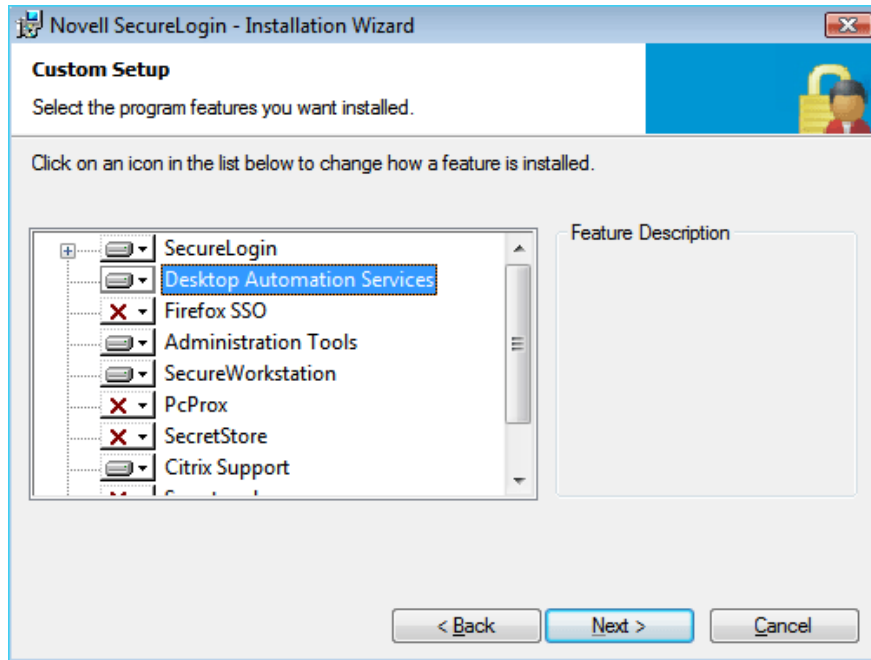 Novell SecureLogin - Installation Wizard
Custom Setup
Select the program features you want installed.
Click on an icon in the list below to change how a feature is installed.
Feature Description
SecureLogin
Desktop Automation Services
Firefox SSO
Administration Tools
SecureWorkstation
PcProx
SecretStore
Citrix Support
< Back
Next >
Cancel